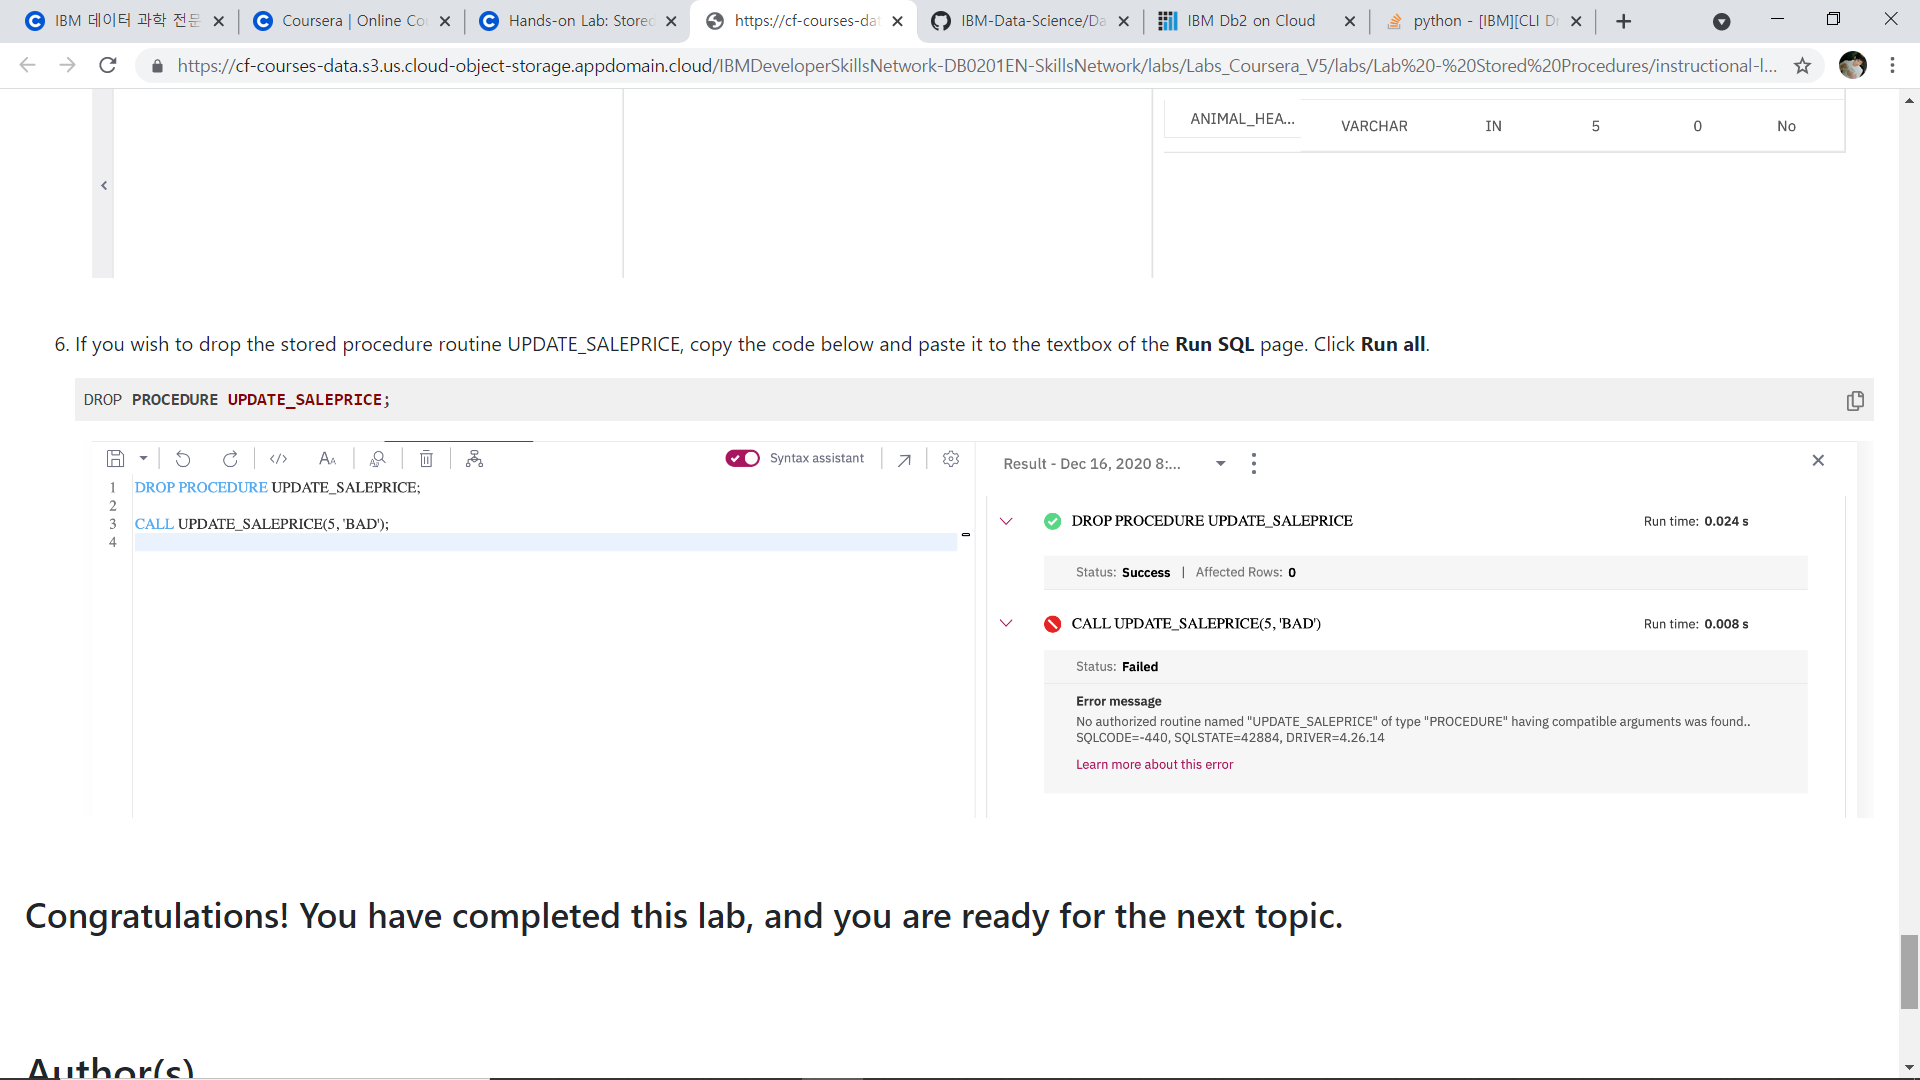 IBM 데이터 과학 전문
Coursera | Online Co
Hands-on Lab: Store
https://cf-courses-da
IBM-Data-Science/Da
IBM Db2 on Cloud
python - [IBM][CLI D
https://cf-courses-data.s3.us.cloud-object-storage.appdomain.cloud/IBMDeveloperSkillsNetwork-DB0201EN-SkillsNetwork/labs/Labs_Coursera_V5/labs/Lab%20-%20Stored%20Procedures/instructional-l...
ANIMAL_HEA... VARCHAR IN 5 0 No
6. If you wish to drop the stored procedure routine UPDATE_SALEPRICE, copy the code below and paste it to the textbox of the Run SQL page. Click Run all.
DROP PROCEDURE UPDATE_SALEPRICE;
Syntax assistant
Result - Dec 16, 2020 8:...
1 DROP PROCEDURE UPDATE_SALEPRICE;
2
3 CALL UPDATE_SALEPRICE(5, 'BAD');
4
DROP PROCEDURE UPDATE_SALEPRICE Run time: 0.024 s
Status: Success | Affected Rows: 0
CALL UPDATE_SALEPRICE(5, 'BAD') Run time: 0.008 s
Status: Failed
Error message
No authorized routine named "UPDATE_SALEPRICE" of type "PROCEDURE" having compatible arguments was found..
SQLCODE=-440, SQLSTATE=42884, DRIVER=4.26.14
Learn more about this error
Congratulations! You have completed this lab, and you are ready for the next topic.
Author(s)